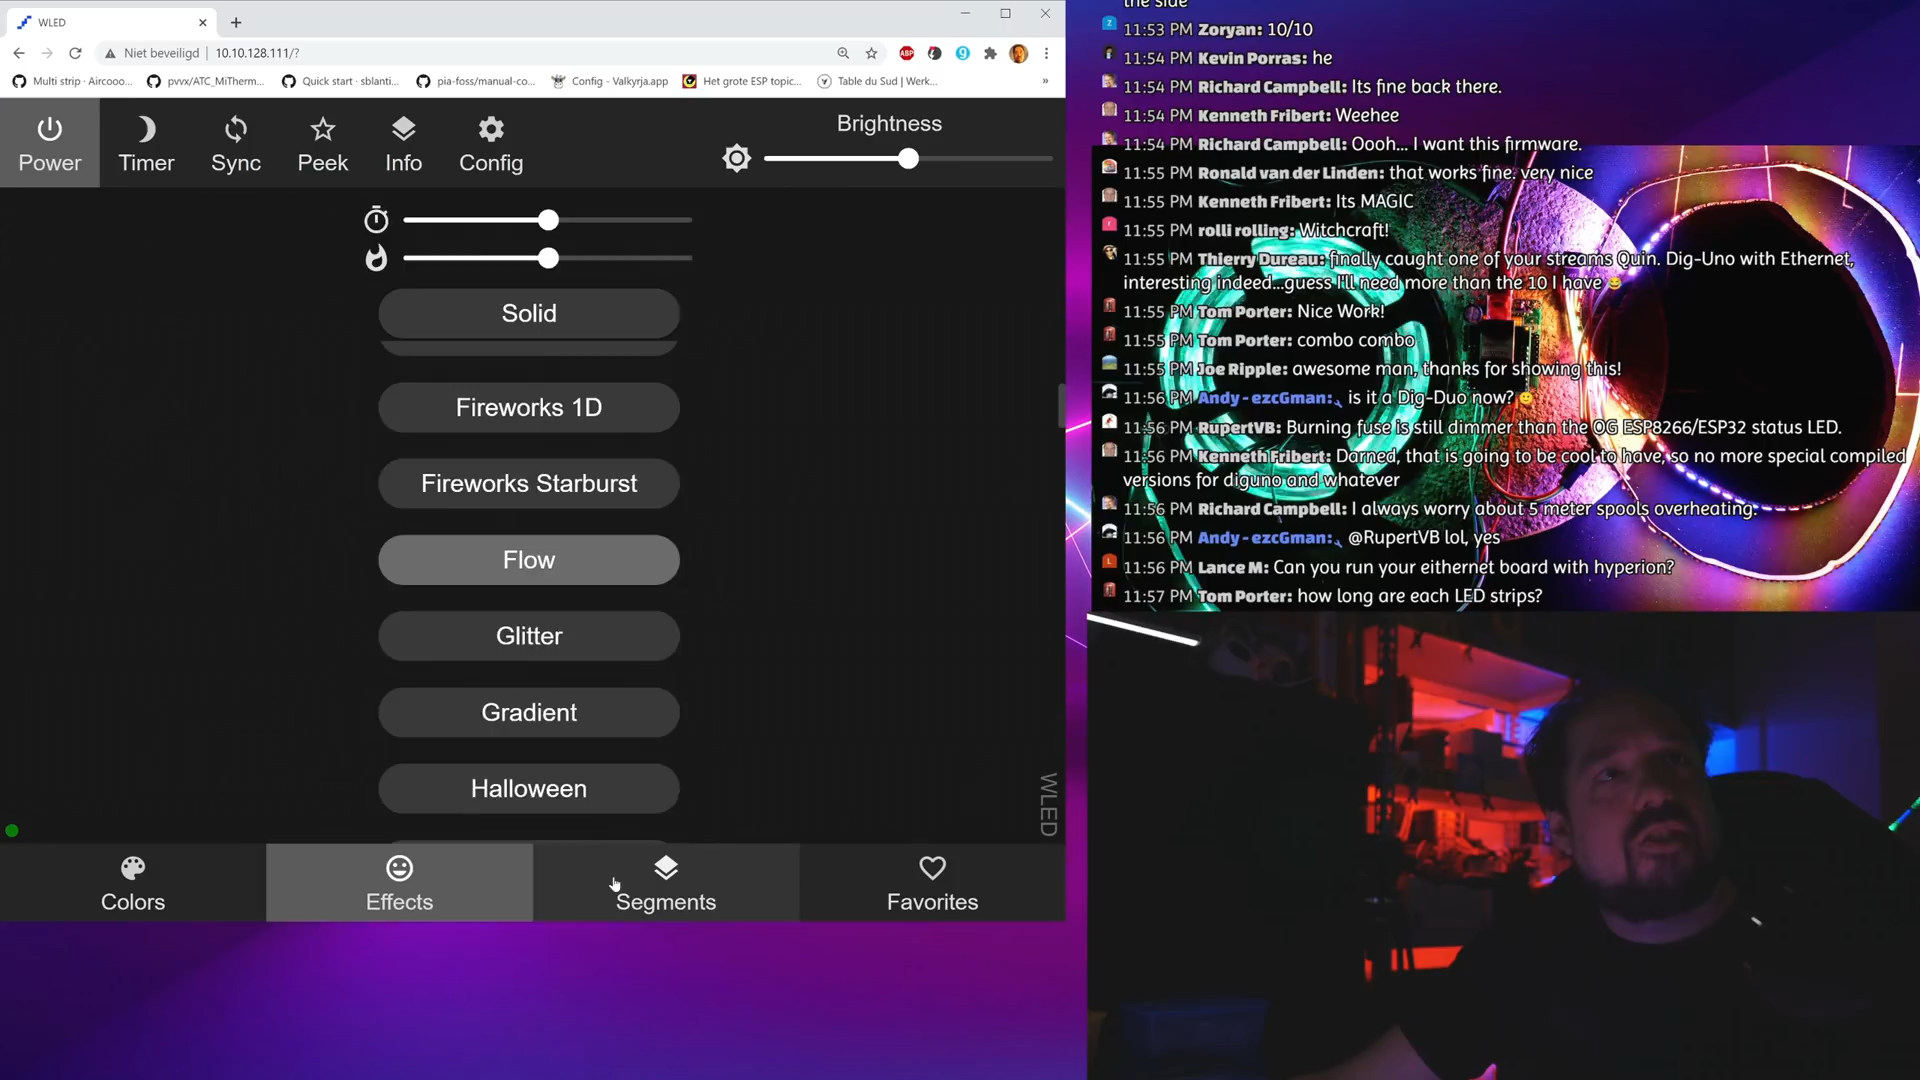 WLED
Niet beveiligd
10.10.128.111/?
ABP
Multi strip · Aircooo...
pvvx/ATC_MiTherm...
Quick start · sblanti...
pia-foss/manual-co...
Config - Valkyrja.app
Het grote ESP topic...
Table du Sud | Werk...
»
Power
Timer
Sync
Peek
Info
Config
Brightness
Solid
Fireworks 1D
Fireworks Starburst
Flow
Glitter
Gradient
Halloween
WLED
Colors
Effects
Segments
Favorites
the side
11:53 PM Zoryan: 10/10
11:54 PM Kevin Porras: he
11:54 PM Richard Campbell: Its fine back there.
11:54 PM Kenneth Fribert: Weehee
11:54 PM Richard Campbell: Oooh... I want this firmware.
11:55 PM Ronald van der Linden: that works fine. very nice
11:55 PM Kenneth Fribert: Its MAGIC
11:55 PM rolli rolling: Witchcraft!
11:55 PM Thierry Dureau: finally caught one of your streams Quin. Dig-Uno with Ethernet,
interesting indeed...guess I'll need more than the 10 I have 😂
11:55 PM Tom Porter: Nice Work!
11:55 PM Tom Porter: combo combo
11:55 PM Joe Ripple: awesome man, thanks for showing this!
11:56 PM Andy - ezcGman: is it a Dig-Duo now? 🙂
11:56 PM RupertVB: Burning fuse is still dimmer than the OG ESP8266/ESP32 status LED.
11:56 PM Kenneth Fribert: Darned, that is going to be cool to have, so no more special compiled
versions for diguno and whatever
11:56 PM Richard Campbell: I always worry about 5 meter spools overheating.
11:56 PM Andy - ezcGman: @RupertVB lol, yes
11:56 PM Lance M: Can you run your eithernet board with hyperion?
11:57 PM Tom Porter: how long are each LED strips?